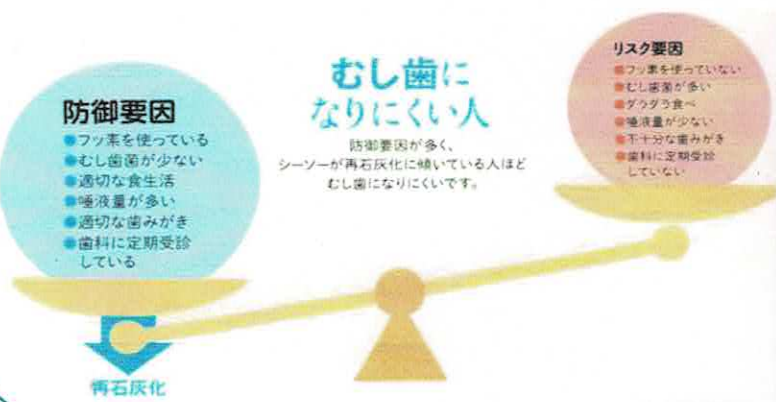 むし歯に
なりにくい人
防御要因が多く、
シーソーが再石灰化に傾いている人ほど
むし歯になりにくいです。
防御要因
●フッ素を使っている
●むし歯菌が少ない
●適切な食生活
●唾液量が多い
●適切な歯みがき
●歯科に定期受診
している
リスク要因
●フッ素を使っていない
●むし歯菌が多い
●ダラダラ食べ
●唾液量が少ない
●不十分な歯みがき
●歯科に定期受診
していない
再石灰化